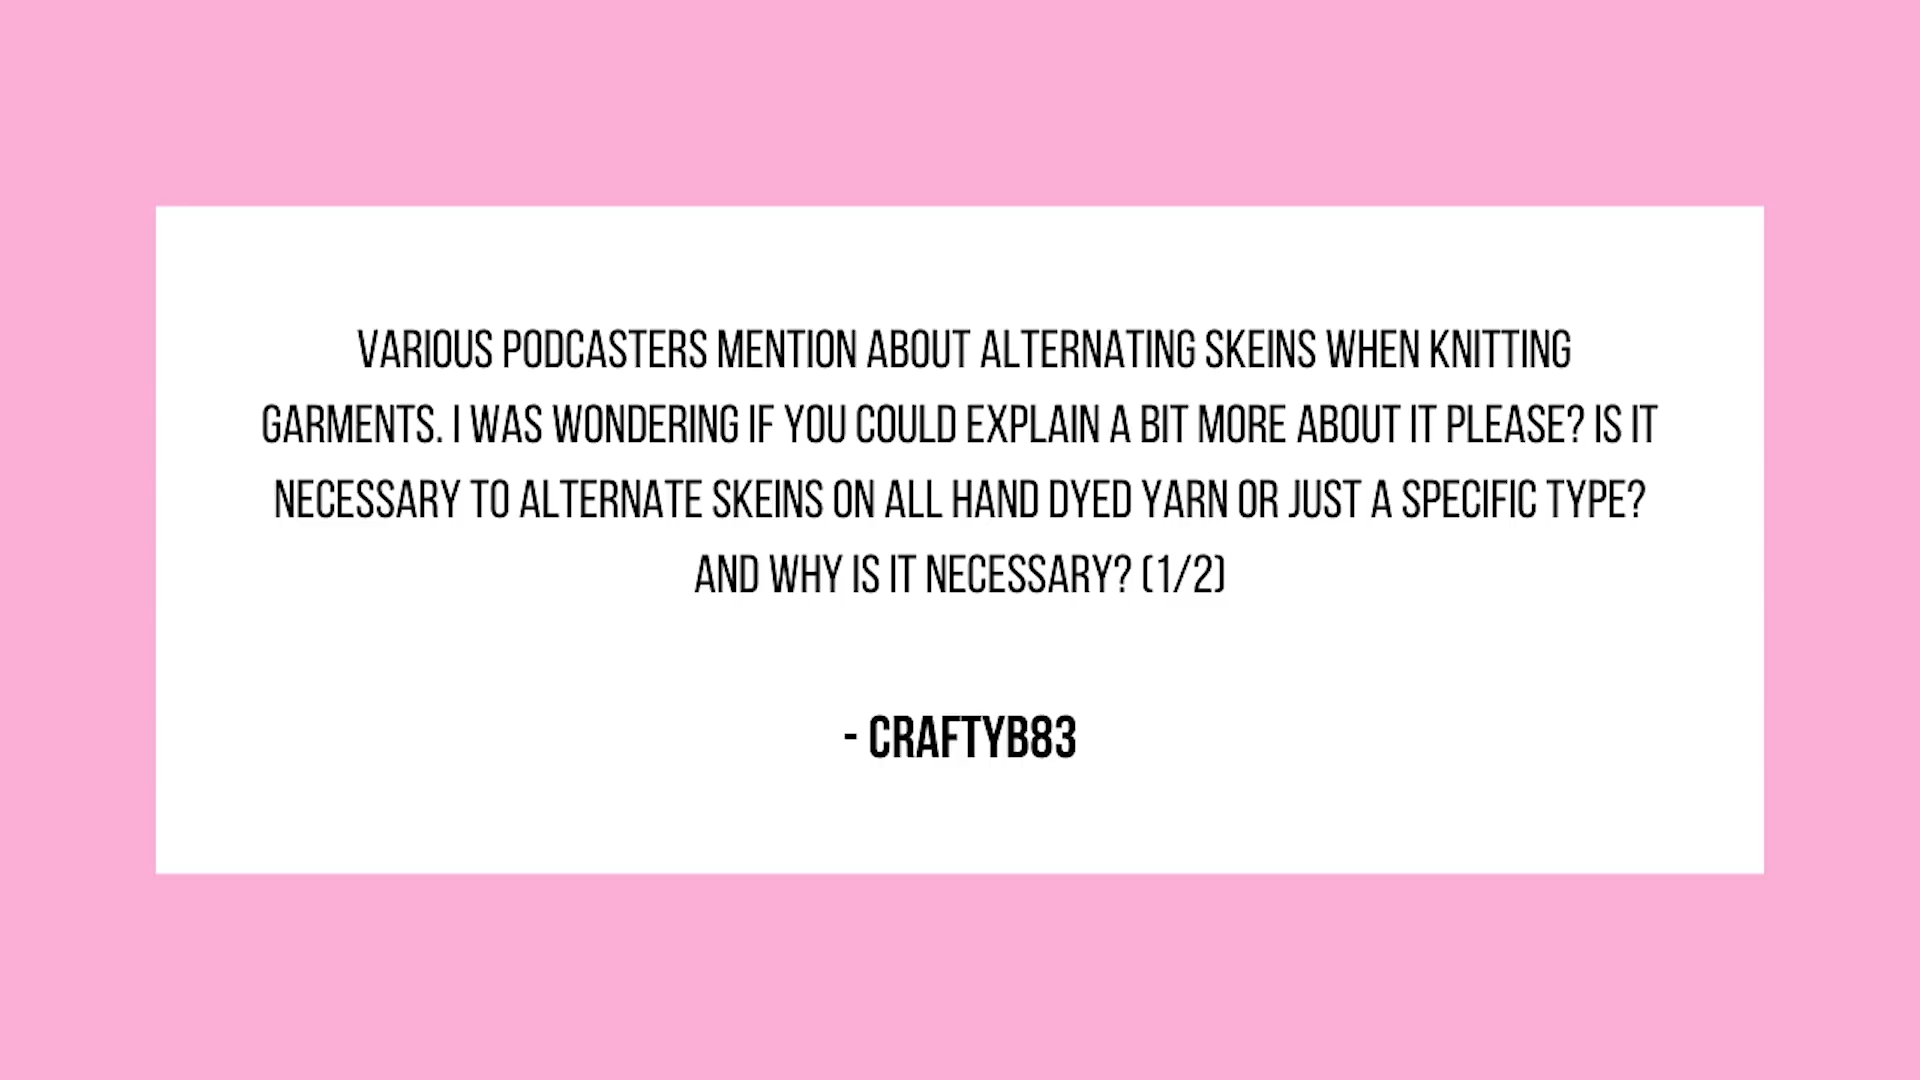 VARIOUS PODCASTERS MENTION ABOUT ALTERNATING SKEINS WHEN KNITTING
GARMENTS. I WAS WONDERING IF YOU COULD EXPLAIN A BIT MORE ABOUT IT PLEASE? IS IT
NECESSARY TO ALTERNATE SKEINS ON ALL HAND DYED YARN OR JUST A SPECIFIC TYPE?
AND WHY IS IT NECESSARY? (1/2)
- CRAFTYB83